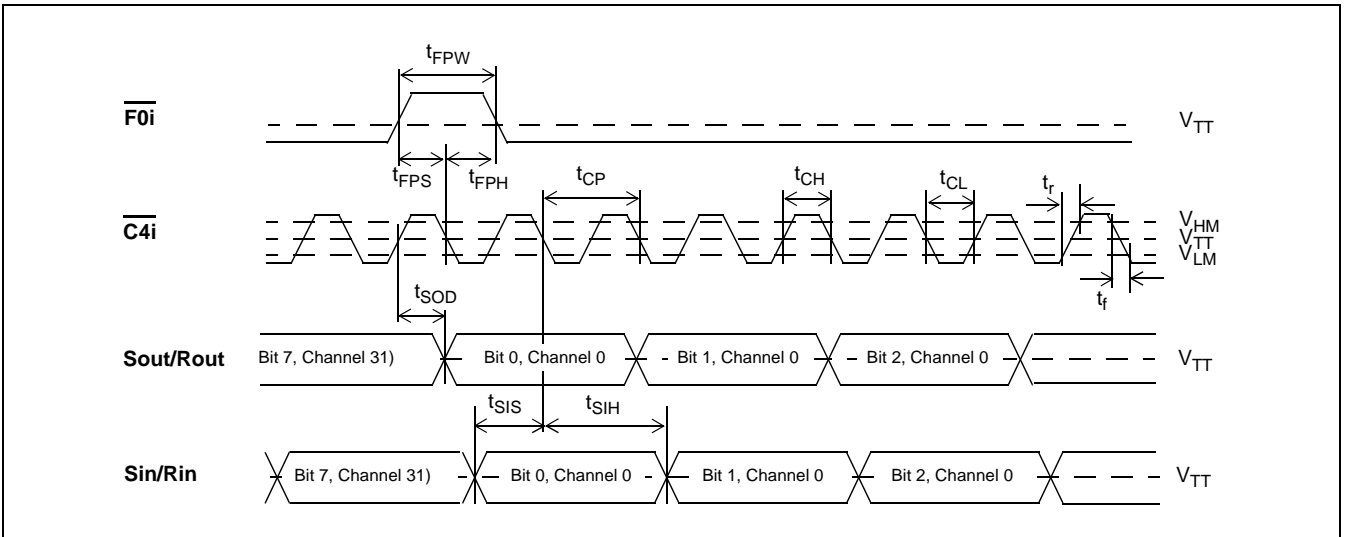 tFPW
F0i
VTT
tFPS
tFPH
tCP
tCH
tCL
tr
C4i
VHM
VTT
VLM
tSOD
tf
Sout/Rout
Bit 7, Channel 31)
Bit 0, Channel 0
Bit 1, Channel 0
Bit 2, Channel 0
VTT
tSIS
tSIH
Sin/Rin
Bit 7, Channel 31)
Bit 0, Channel 0
Bit 1, Channel 0
Bit 2, Channel 0
VTT